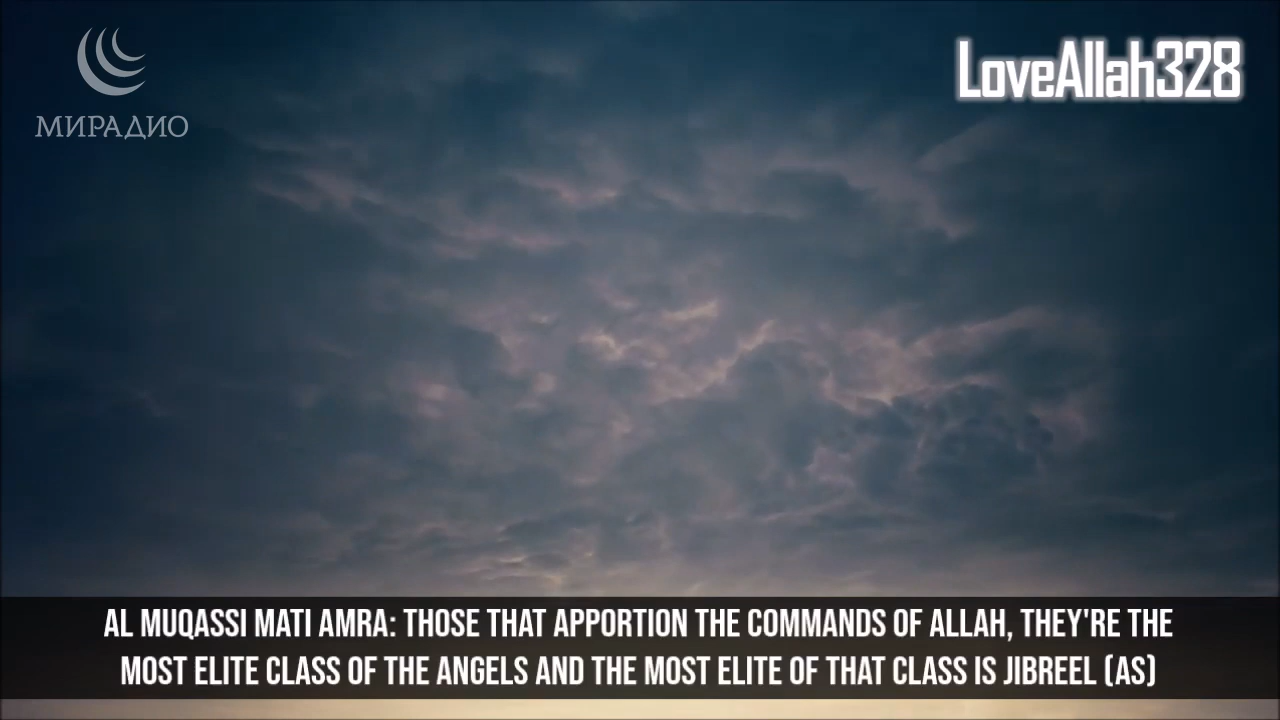 МИРАДИО
LoveAllah328
AL MUQASSI MATI AMRA: THOSE THAT APPORTION THE COMMANDS OF ALLAH, THEY'RE THE
MOST ELITE CLASS OF THE ANGELS AND THE MOST ELITE OF THAT CLASS IS JIBREEL (AS)